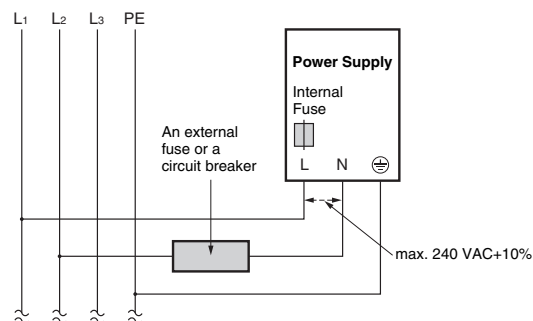 L1 L2 L3 PE
Power Supply
Internal
Fuse
An external
fuse or a
circuit breaker
L N
max. 240 VAC+10%